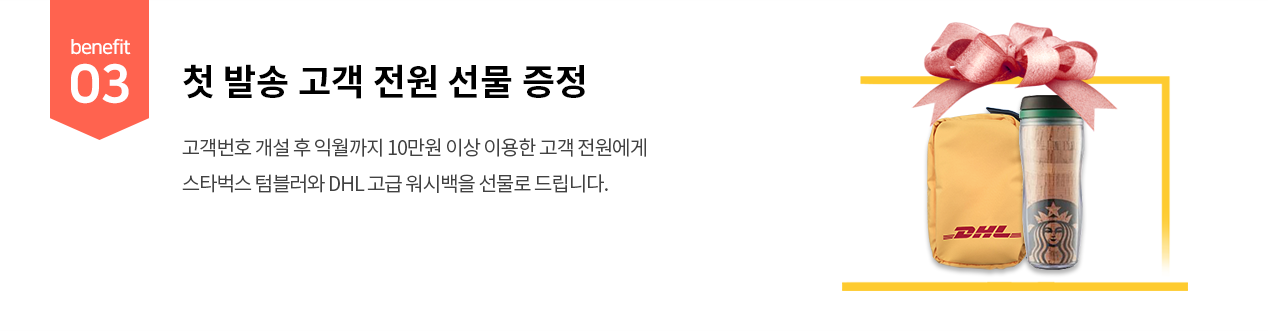 benefit
03
첫 발송 고객 전원 선물 증정
고객번호 개설 후 익월까지 10만원 이상 이용한 고객 전원에게
스타벅스 텀블러와 DHL 고급 워시백을 선물로 드립니다.
DHL